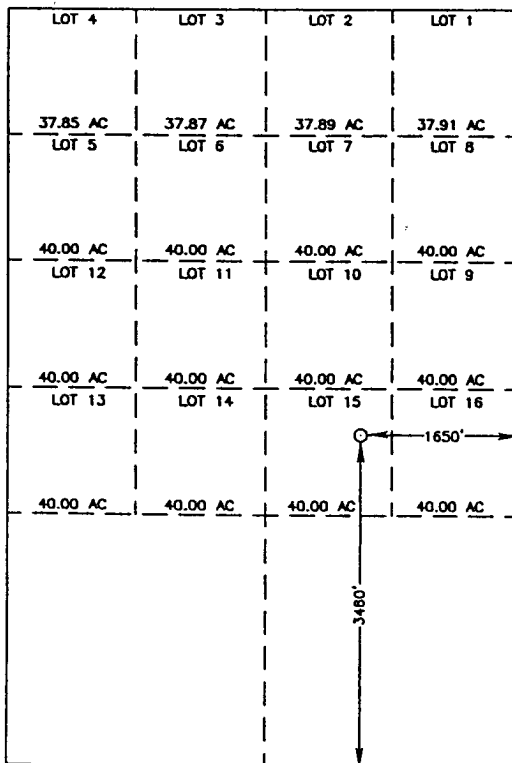 LOT 4 LOT 3 LOT 2 LOT 1
37.85 AC 37.87 AC 37.89 AC 37.91 AC
LOT 5 LOT 6 LOT 7 LOT 8
40.00 AC 40.00 AC 40.00 AC 40.00 AC
LOT 12 LOT 11 LOT 10 LOT 9
40.00 AC 40.00 AC 40.00 AC 40.00 AC
LOT 13 LOT 14 LOT 15 LOT 16
1650'
40.00 AC 40.00 AC 40.00 AC 40.00 AC
3480'